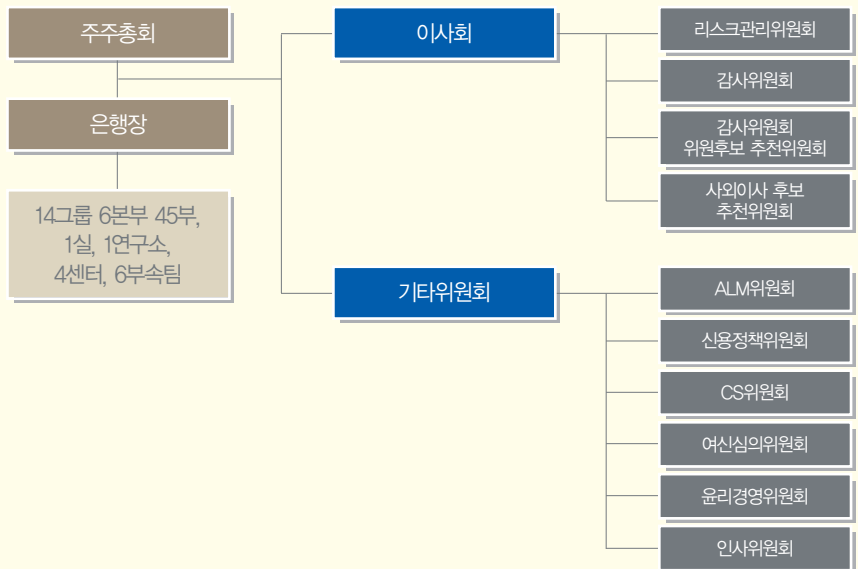 주주총회
은행장
14그룹 6본부 45부,
1실, 1연구소,
4센터, 6부속팀
이사회
리스크관리위원회
감사위원회
감사위원회
위원후보 추천위원회
사외이사 후보
추천위원회
기타위원회
ALM위원회
신용정책위원회
CS위원회
여신심의위원회
윤리경영위원회
인사위원회